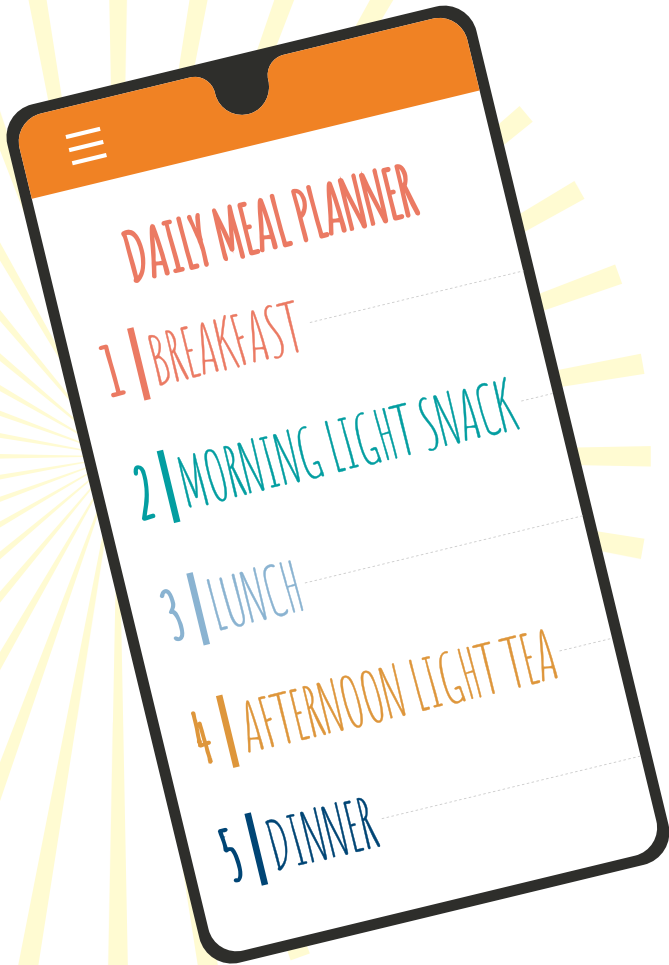 DAILY MEAL PLANNER
1 BREAKFAST
2 MORNING LIGHT SNACK
3 LUNCH
4 AFTERNOON LIGHT TEA
5 DINNER